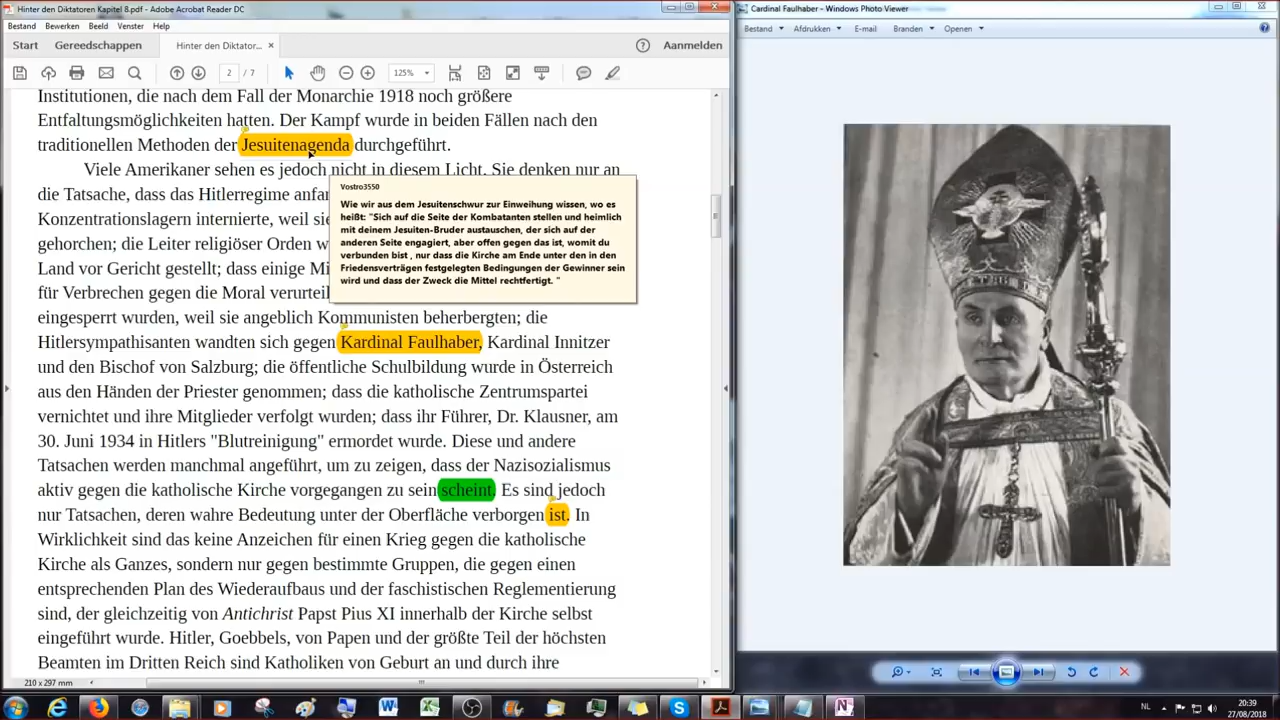 Hinter den Diktatoren Kapitel 8.pdf - Adobe Acrobat Reader DC
Bestand Bewerken Beeld Venster Help
Start Gereedschappen Hinter den Diktator... × Aanmelden
2 / 7 125%
Institutionen, die nach dem Fall der Monarchie 1918 noch größere
Entfaltungsmöglichkeiten hatten. Der Kampf wurde in beiden Fällen nach den
traditionellen Methoden der Jesuitenagenda durchgeführt.
Viele Amerikaner sehen es jedoch nicht in diesem Licht. Sie denken nur an
die Tatsache, dass das Hitlerregime anfan
Konzentrationslagern internierte, weil sie
gehorchen; die Leiter religiöser Orden w
Land vor Gericht gestellt; dass einige Mi
für Verbrechen gegen die Moral verurteil
eingesperrt wurden, weil sie angeblich Kommunisten beherbergten; die
Hitlersympathisanten wandten sich gegen Kardinal Faulhaber, Kardinal Innitzer
und den Bischof von Salzburg; die öffentliche Schulbildung wurde in Österreich
aus den Händen der Priester genommen; dass die katholische Zentrumspartei
vernichtet und ihre Mitglieder verfolgt wurden; dass ihr Führer, Dr. Klausner, am
30. Juni 1934 in Hitlers "Blutreinigung" ermordet wurde. Diese und andere
Tatsachen werden manchmal angeführt, um zu zeigen, dass der Nazisozialismus
aktiv gegen die katholische Kirche vorgegangen zu sein scheint. Es sind jedoch
nur Tatsachen, deren wahre Bedeutung unter der Oberfläche verborgen ist. In
Wirklichkeit sind das keine Anzeichen für einen Krieg gegen die katholische
Kirche als Ganzes, sondern nur gegen bestimmte Gruppen, die gegen einen
entsprechenden Plan des Wiederaufbaus und der faschistischen Reglementierung
sind, der gleichzeitig von Antichrist Papst Pius XI innerhalb der Kirche selbst
eingeführt wurde. Hitler, Goebbels, von Papen und der größte Teil der höchsten
Beamten im Dritten Reich sind Katholiken von Geburt an und durch ihre
Vostro3550
Wie wir aus dem Jesuitenschwur zur Einweihung wissen, wo es
heißt: "Sich auf die Seite der Kombatanten stellen und heimlich
mit deinem Jesuiten-Bruder austauschen, der sich auf der
anderen Seite engagiert, aber offen gegen das ist, womit du
verbunden bist , nur dass die Kirche am Ende unter den in den
Friedensverträgen festgelegten Bedingungen der Gewinner sein
wird und dass der Zweck die Mittel rechtfertigt. "
210 x 297 mm
Cardinal Faulhaber - Windows Photo Viewer
Bestand Afdrukken E-mail Branden Openen
NL
20:39
27/08/2018